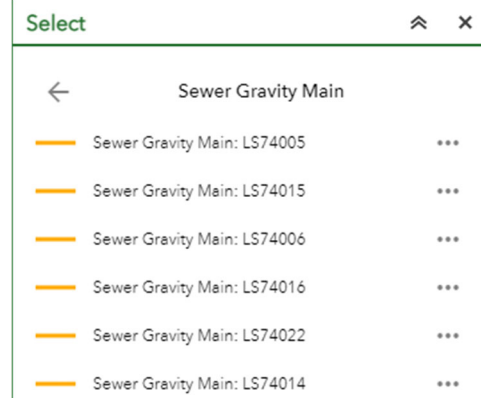 Select
Sewer Gravity Main
Sewer Gravity Main: LS74005
Sewer Gravity Main: LS74015
Sewer Gravity Main: LS74006
Sewer Gravity Main: LS74016
Sewer Gravity Main: LS74022
Sewer Gravity Main: LS74014